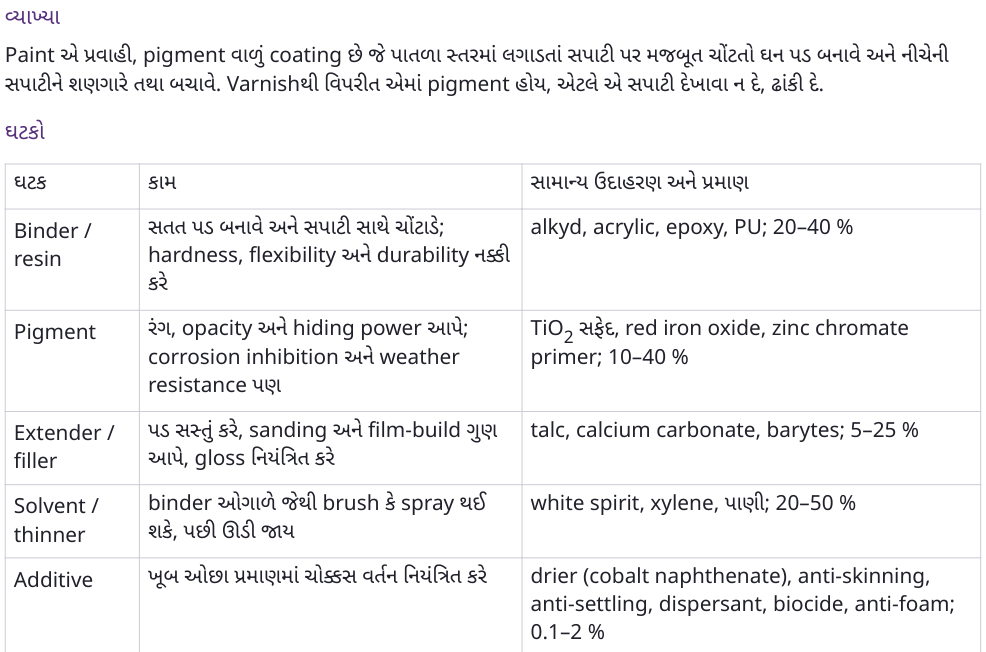 વ્યાખ્યા
Paint એ પ્રવાહી, pigment વાળું coating છે જે પાતળા સ્તરમાં લગાડતાં સપાટી પર મજબૂત ચોંટતો ઘન પડ બનાવે અને નીચેની
સપાટીને શણગારે તથા બચાવે. Varnishથી વિપરીત એમાં pigment હોય, એટલે એ સપાટી દેખાવા ન દે, ઢાંકી દે.
ઘટકો
ઘટક કામ સામાન્ય ઉદાહરણ અને પ્રમાણ
Binder /
resin
સતત પડ બનાવે અને સપાટી સાથે ચોંટાડે;
hardness, flexibility અને durability નક્કી
કરે
alkyd, acrylic, epoxy, PU; 20–40 %
Pigment
રંગ, opacity અને hiding power આપે;
corrosion inhibition અને weather
resistance પણ
TiO₂ સફેદ, red iron oxide, zinc chromate
primer; 10–40 %
Extender /
filler
પડ સસ્તું કરે, sanding અને film-build ગુણ
આપે, gloss નિયંત્રિત કરે
talc, calcium carbonate, barytes; 5–25 %
Solvent /
thinner
binder ઓગાળે જેથી brush કે spray થઈ
શકે, પછી ઊડી જાય
white spirit, xylene, પાણી; 20–50 %
Additive
ખૂબ ઓછા પ્રમાણમાં ચોક્કસ વર્તન નિયંત્રિત કરે
drier (cobalt naphthenate), anti-skinning,
anti-settling, dispersant, biocide, anti-foam;
0.1–2 %